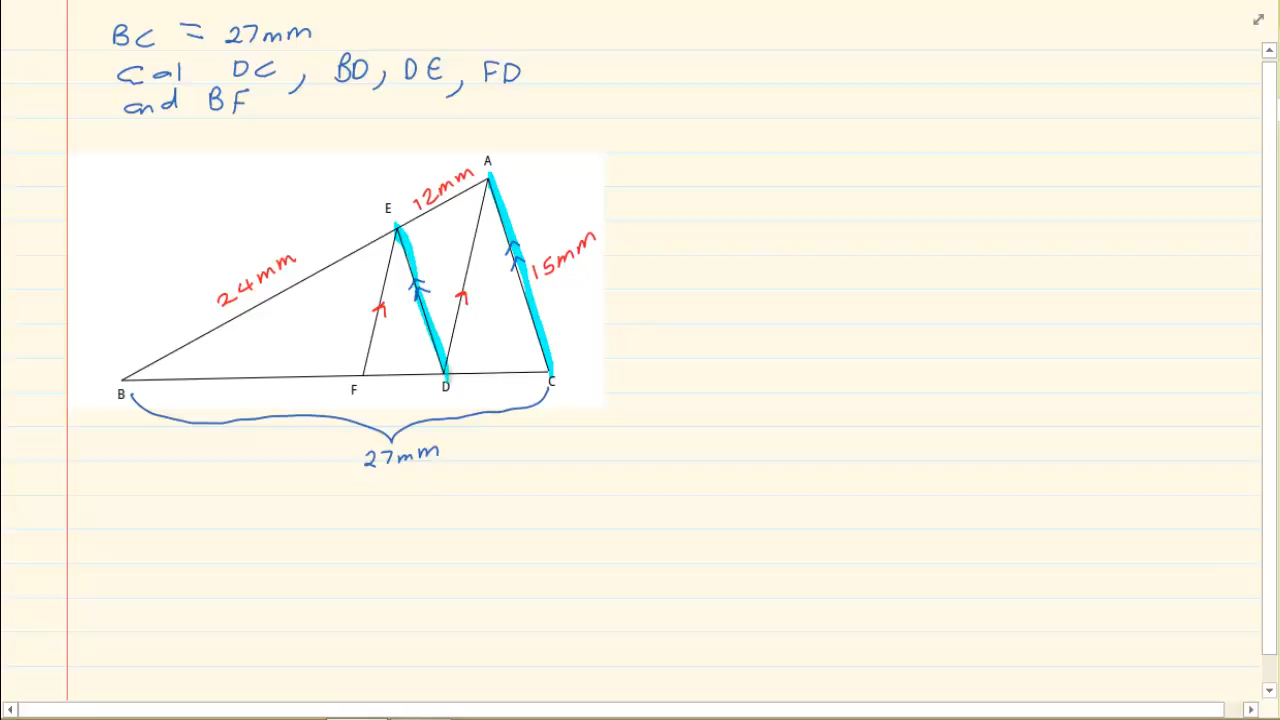 BC = 27mm
Cal DC, BD, DE, FD
and BF
A
12mm
E
15mm
24mm
B
F
D
C
27mm